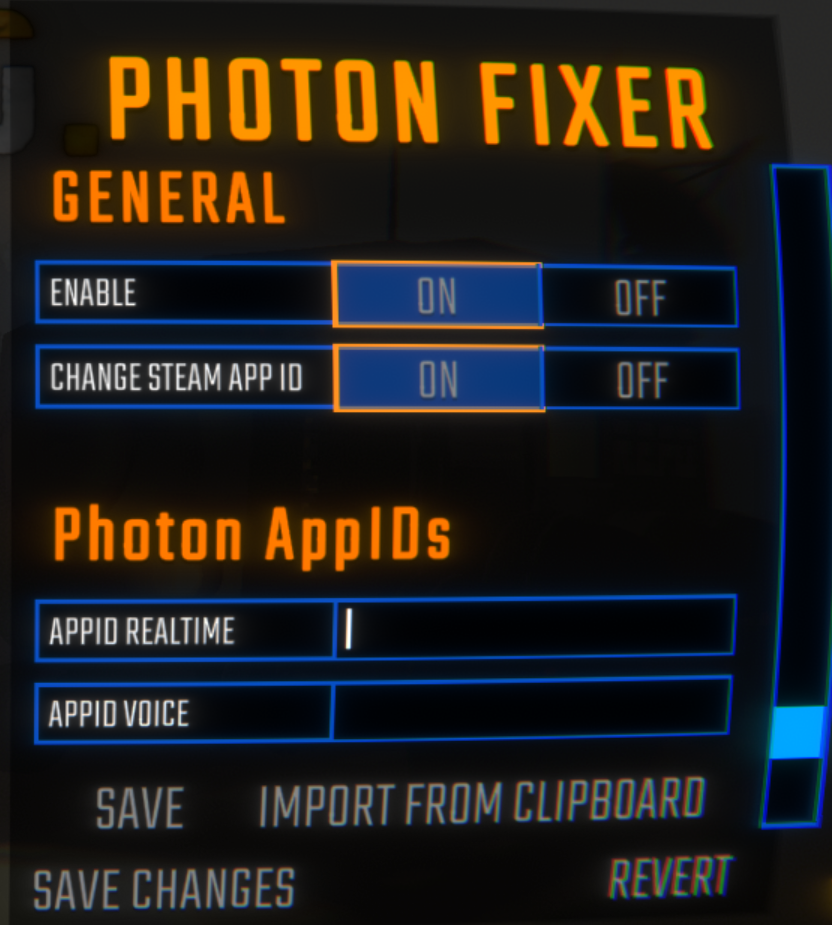 PHOTON FIXER
GENERAL
ENABLE ON OFF
CHANGE STEAM APP ID ON OFF
Photon AppIDs
APPID REALTIME
APPID VOICE
SAVE IMPORT FROM CLIPBOARD
SAVE CHANGES REVERT